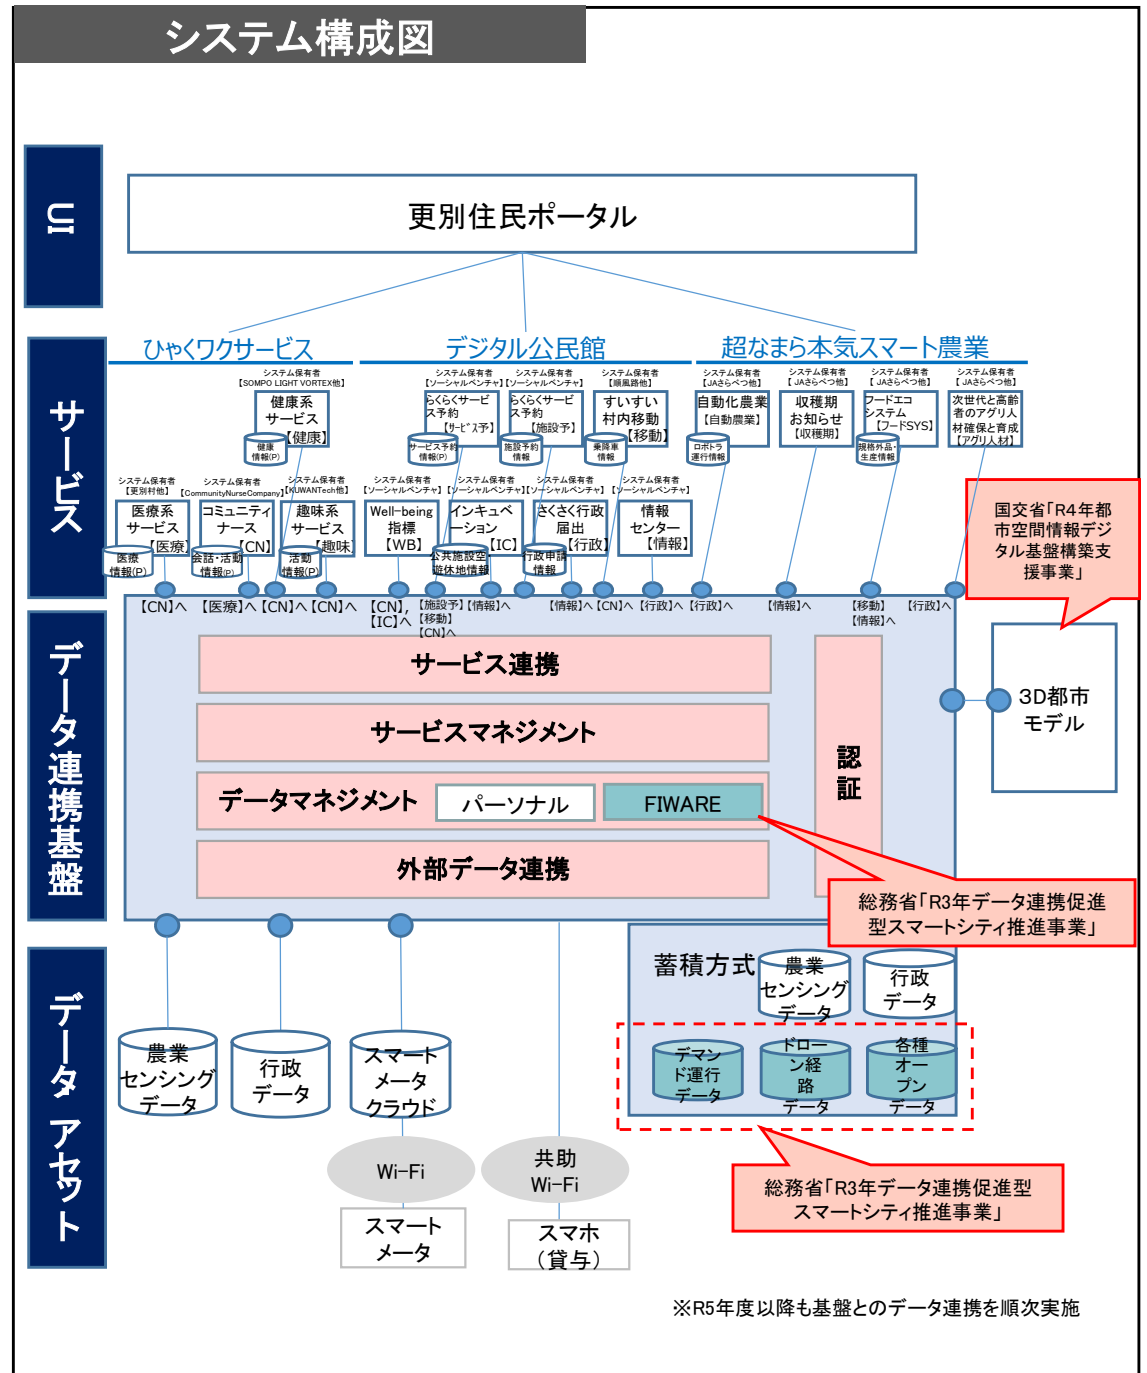 システム構成図
UI
更別住民ポータル
サービス
ひゃくワクサービス
デジタル公民館
超なまら本気スマート農業
システム保有者
【SOMPO LIGHT VORTEX他】
健康系
サービス
【健康】
健康
情報(P)
システム保有者
【ソーシャルベンチャ】
らくらくサービ
ス予約
【ｻｰﾋﾞｽ予】
サービス予約
情報(P)
システム保有者
【ソーシャルベンチャ】
らくらくサービ
ス予約
【施設予】
施設予約
情報
システム保有者
【順風路他】
すいすい
村内移動
【移動】
乗降車
情報
システム保有者
【JAさらべつ他】
自動化農業
【自動農業】
ロボトラ
運行情報
システム保有者
【JAさらべつ他】
収穫期
お知らせ
【収穫期】
システム保有者
【JAさらべつ他】
フードエコ
システム
【フードSYS】
規格外品・
生産情報
システム保有者
【JAさらべつ他】
次世代と高齢
者のアグリ人
材確保と育成
【アグリ人材】
システム保有者
【更別村他】
医療系
サービス
【医療】
医療
情報(P)
システム保有者
【CommunityNurseCompany】
コミュニティ
ナース
【CN】
会話・活動
情報(P)
システム保有者
【KUWANTech他】
趣味系
サービス
【趣味】
活動
情報(P)
システム保有者
【ソーシャルベンチャ】
Well-being
指標
【WB】
システム保有者
【ソーシャルベンチャ】
インキュベ
ーション
【IC】
公共施設空・
遊休地情報
システム保有者
【ソーシャルベンチャ】
さくさく行政
届出
【行政】
行政申請
情報
システム保有者
【ソーシャルベンチャ】
情報
センター
【情報】
国交省「R4年都
市空間情報デジ
タル基盤構築支
援事業」
データ連携基盤
【CN】へ
【医療】へ
【CN】へ
【CN】へ
【CN】,
【IC】へ
【施設予】
【移動】
【CN】へ
【情報】へ
【情報】へ
【CN】へ
【行政】へ
【行政】へ
【情報】へ
【移動】
【情報】へ
【行政】へ
サービス連携
サービスマネジメント
データマネジメント
パーソナル
FIWARE
外部データ連携
認証
3D都市
モデル
総務省「R3年データ連携促進
型スマートシティ推進事業」
データアセット
農業
センシング
データ
行政
データ
スマート
メータ
クラウド
Wi-Fi
スマート
メータ
共助
Wi-Fi
スマホ
（貸与）
蓄積方式
農業
センシング
データ
行政
データ
デマン
ド運行
データ
ドロー
ン経
路
データ
各種
オー
プン
データ
総務省「R3年データ連携促進型
スマートシティ推進事業」
※R5年度以降も基盤とのデータ連携を順次実施